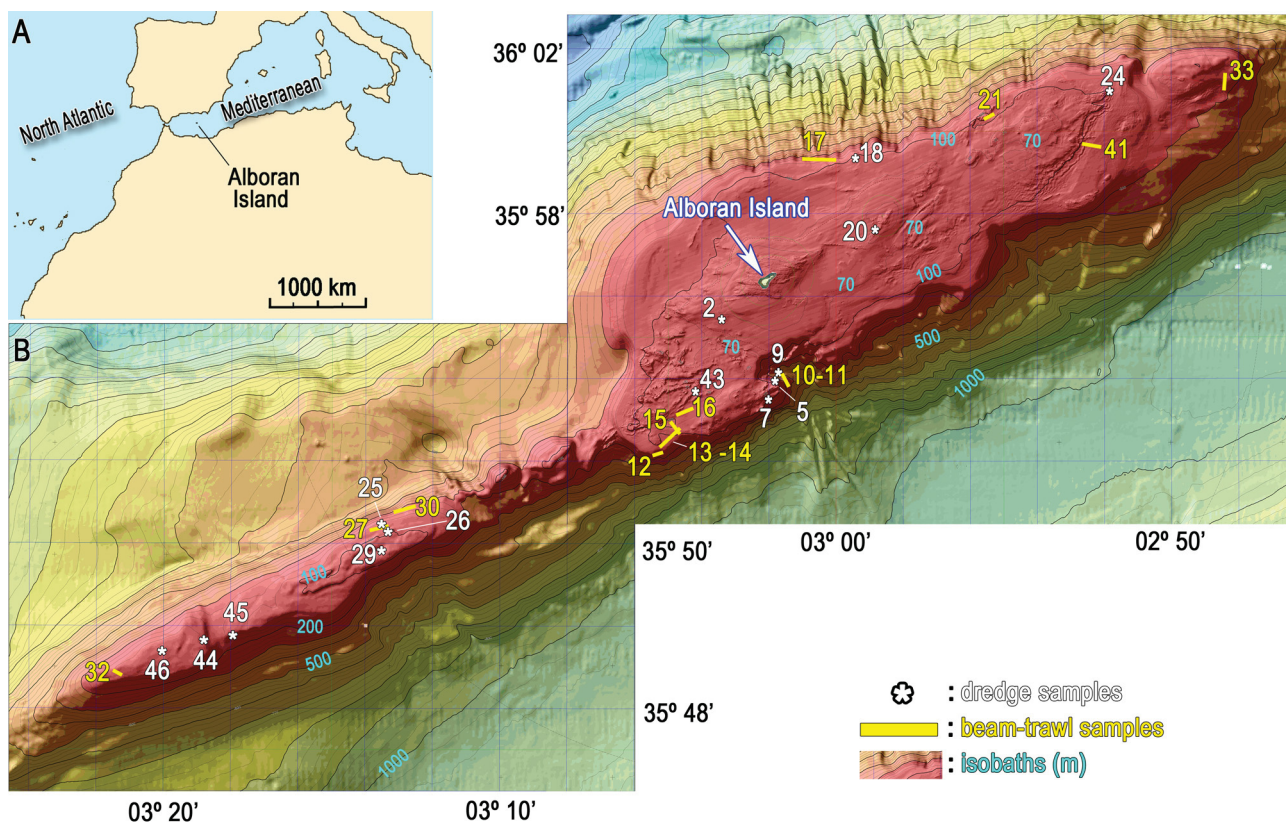 A
North Atlantic
Mediterranean
Alboran
Island
1000 km
36º 02’
35º 58’
24
33
21
100
70
41
17
18
Alboran Island
20
70
70
100
2
70
9
500
10-11
1000
43
16
15
7
5
13 -14
12
B
25
30
27
26
29
35º 50’
03º 00’
02º 50’
100
45
200
46
44
500
32
35º 48’
1000
: dredge samples
: beam-trawl samples
: isobaths (m)
03º 20’
03º 10’